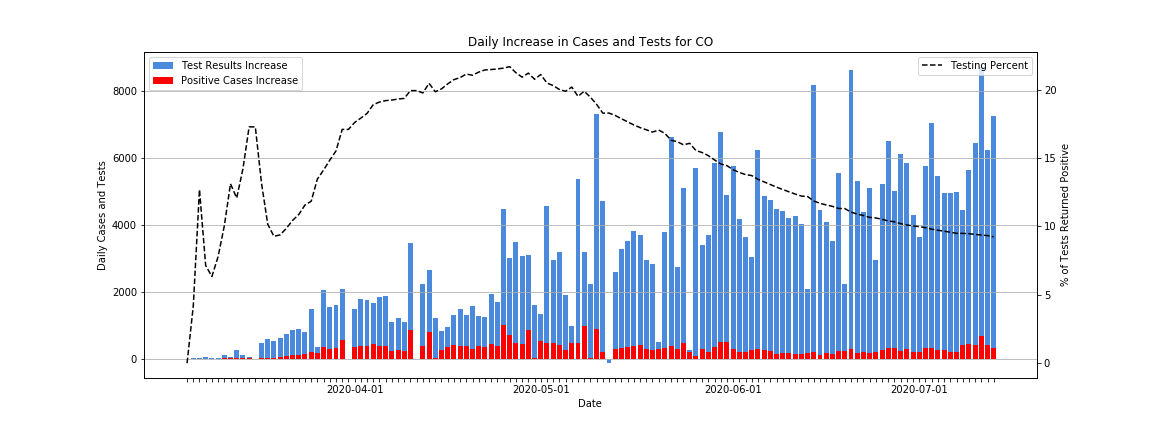 Daily Increase in Cases and Tests for CO
Test Results Increase
Positive Cases Increase
Testing Percent
8000
6000
4000
2000
0
Daily Cases and Tests
20
15
10
5
0
% of Tests Returned Positive
2020-04-01
2020-05-01
2020-06-01
2020-07-01
Date